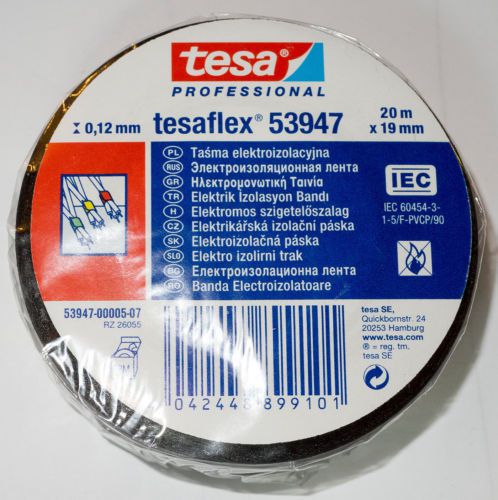 tesa®
PROFESSIONAL
0,12 mm
tesaflex® 53947
20 m
x 19 mm
PL Taśma elektroizolacyjna
RUS Электроизоляционная лента
GR Ηλεκτρομονωτική Ταινία
TR Elektrik İzolasyon Bandı
H Elektromos szigetelőszalag
CZ Elektrikářská izolační páska
SK Elektroizolačná páska
SLO Elektro izolirni trak
BG Електроизолационна лента
RO Banda Electroizolatoare
IEC
IEC 60454-3-
1-5/F-PVCP/90
53947-00005-07
RZ 26055
tesa SE,
Quickbornstr. 24
20253 Hamburg
www.tesa.com
® = reg. tm.
tesa SE
042448 899101